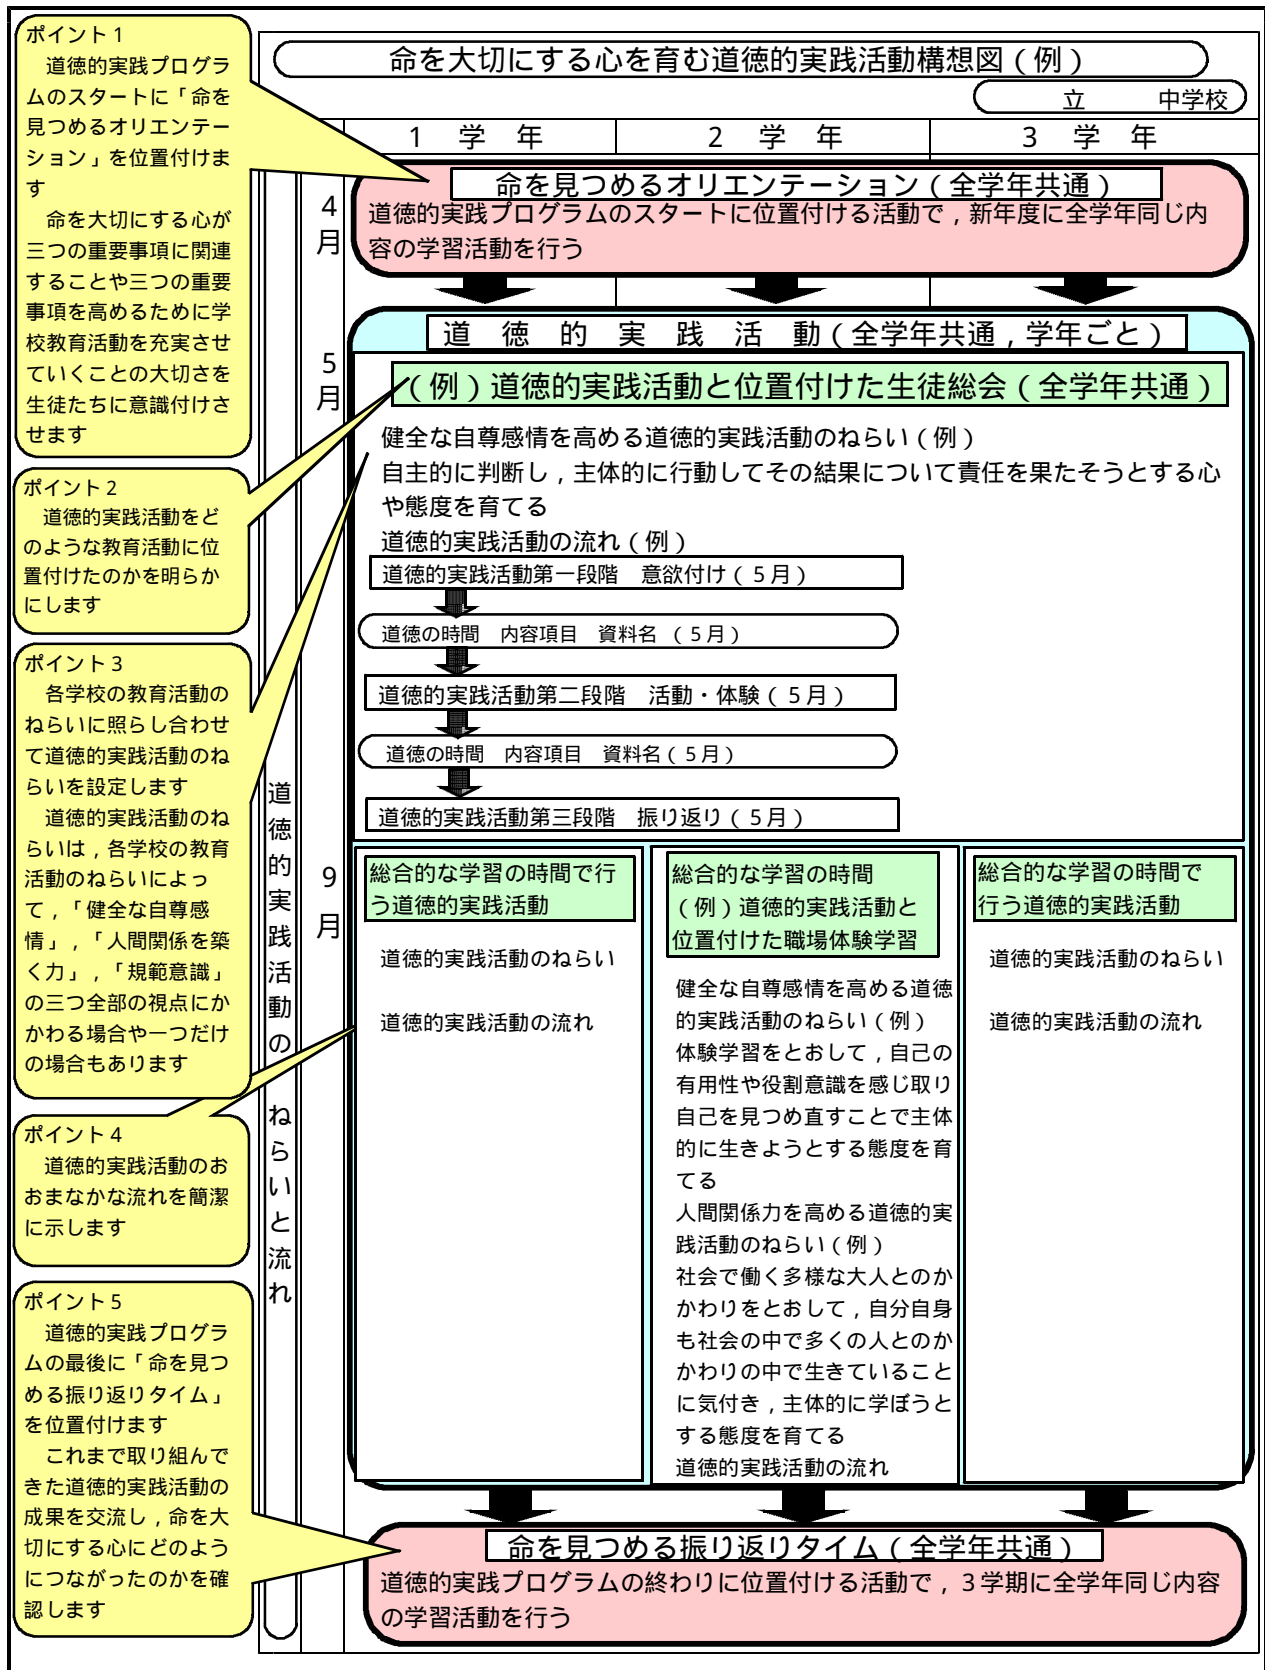 命を大切にする心を育む道徳的実践活動構想図（例）
立　　中学校
1 学 年
2 学 年
3 学 年
ポイント1
道徳的実践プログラ
ムのスタートに「命を
見つめるオリエンテー
ション」を位置付けま
す
命を大切にする心が
三つの重要事項に関連
することや三つの重要
事項を高めるために学
校教育活動を充実させ
ていくことの大切さを
生徒たちに意識付けさ
せます
ポイント2
道徳的実践活動をど
のような教育活動に位
置付けたのかを明らか
にします
ポイント3
各学校の教育活動の
ねらいに照らし合わせ
て道徳的実践活動のね
らいを設定します
道徳的実践活動のね
らいは，各学校の教育
活動のねらいによっ
て，「健全な自尊感
情」，「人間関係を築
く力」，「規範意識」
の三つ全部の視点にか
かわる場合や一つだけ
の場合もあります
ポイント4
道徳的実践活動のお
おまなかな流れを簡潔
に示します
ポイント5
道徳的実践プログラ
ムの最後に「命を見つ
める振り返りタイム」
を位置付けます
これまで取り組んで
きた道徳的実践活動の
成果を交流し，命を大
切にする心にどのよう
につながったのかを確
認します
道徳的実践活動の　ねらいと流れ
4月
命を見つめるオリエンテーション（全学年共通）
道徳的実践プログラムのスタートに位置付ける活動で，新年度に全学年同じ内
容の学習活動を行う
道 徳 的 実 践 活 動（全学年共通，学年ごと）
5月
（例）道徳的実践活動と位置付けた生徒総会（全学年共通）
健全な自尊感情を高める道徳的実践活動のねらい（例）
自主的に判断し，主体的に行動してその結果について責任を果たそうとする心
や態度を育てる
道徳的実践活動の流れ（例）
道徳的実践活動第一段階　意欲付け（5月）
道徳の時間　内容項目　資料名（5月）
道徳的実践活動第二段階　活動・体験（5月）
道徳の時間　内容項目　資料名（5月）
道徳的実践活動第三段階　振り返り（5月）
9月
総合的な学習の時間で行
う道徳的実践活動
道徳的実践活動のねらい
道徳的実践活動の流れ
総合的な学習の時間
（例）道徳的実践活動と
位置付けた職場体験学習
健全な自尊感情を高める道徳
的実践活動のねらい（例）
体験学習をとおして，自己の
有用性や役割意識を感じ取り
自己を見つめ直すことで主体
的に生きようとする態度を育
てる
人間関係力を高める道徳的実
践活動のねらい（例）
社会で働く多様な大人とのか
かわりをとおして，自分自身
も社会の中で多くの人とのか
かわりの中で生きていること
に気付き，主体的に学ぼうと
する態度を育てる
道徳的実践活動の流れ
総合的な学習の時間で
行う道徳的実践活動
道徳的実践活動のねらい
道徳的実践活動の流れ
命を見つめる振り返りタイム（全学年共通）
道徳的実践プログラムの終わりに位置付ける活動で，3学期に全学年同じ内容
の学習活動を行う